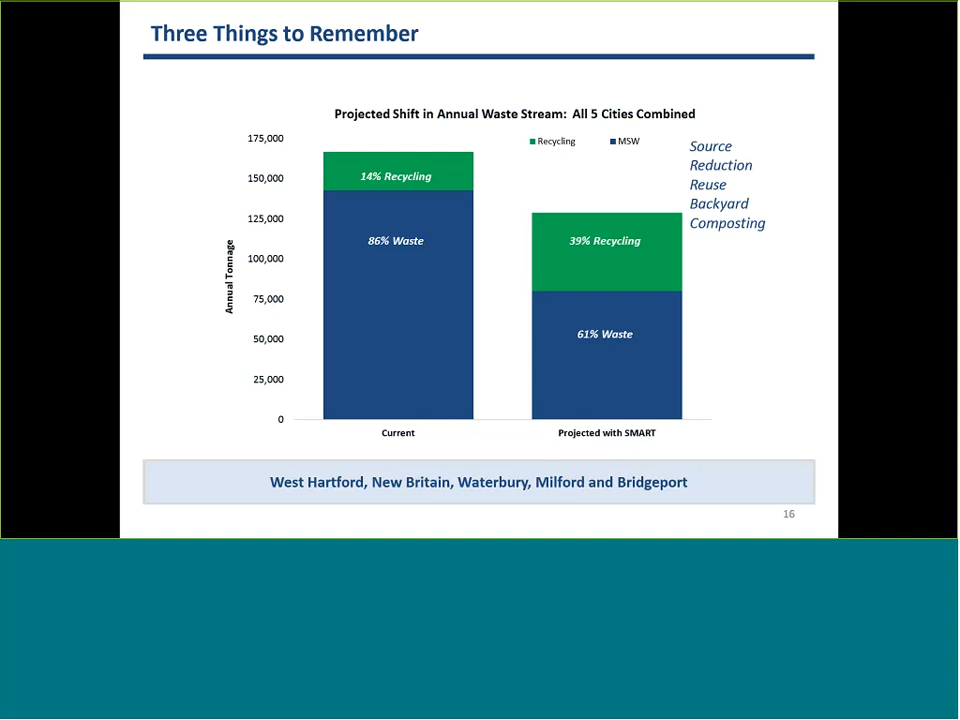 Three Things to Remember
Projected Shift in Annual Waste Stream: All 5 Cities Combined
Recycling MSW
175,000
150,000
125,000
100,000
75,000
50,000
25,000
0
Annual Tonnage
14% Recycling
86% Waste
39% Recycling
61% Waste
Source
Reduction
Reuse
Backyard
Composting
Current Projected with SMART
West Hartford, New Britain, Waterbury, Milford and Bridgeport
16